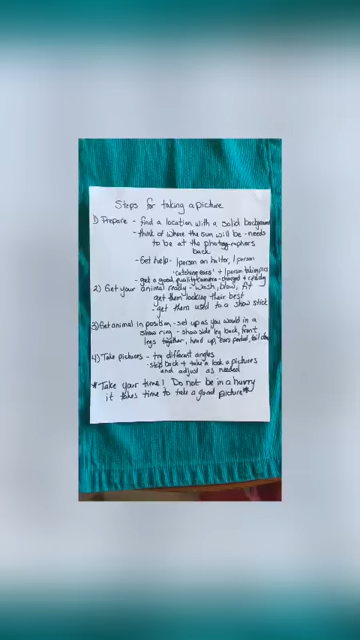 Steps for taking a picture
1) Prepare - find a location with a solid background
- think of where the sun will be - needs
to be at the photographers
back
- Get help - 1 person on halter, 1 person
"catching ears" + 1 person taking pics
- get a good quality camera - charged + ready
2) Get your animal ready - wash, blow, fit
get them looking their best
- get them used to a show stick
3) Get animal in position - set up as you would in a
show ring - show side leg back, front
legs together, head up, ears
4) Take pictures - try different angles
- step back + take a look @ pictures
and adjust as needed
*Take your time! Do not be in a hurry
it takes time to take a good picture*